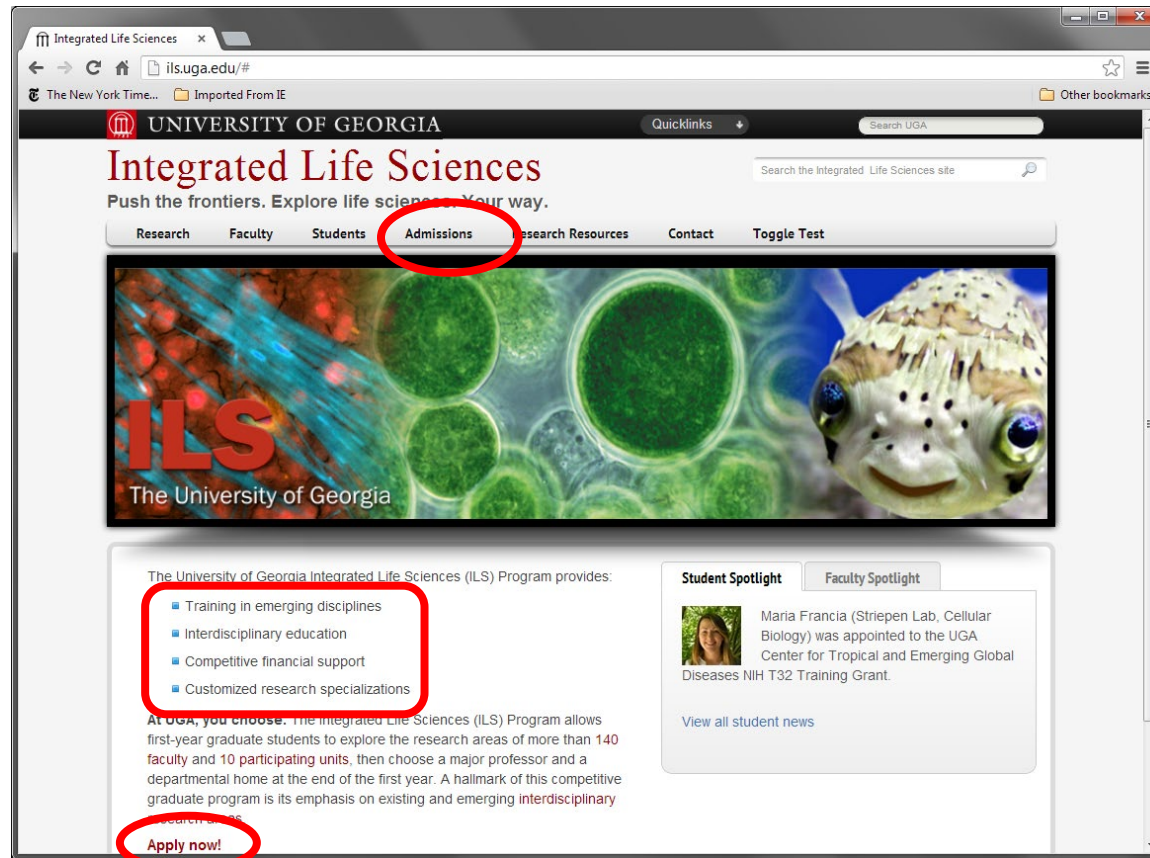 Integrated Life Sciences ×
ils.uga.edu/#
The New York Time... Imported From IE Other bookmarks
UNIVERSITY OF GEORGIA Quicklinks Search UGA
Integrated Life Sciences
Search the Integrated Life Sciences site
Push the frontiers. Explore life sciences. Your way.
Research Faculty Students Admissions Research Resources Contact Toggle Test
ILS
The University of Georgia
The University of Georgia Integrated Life Sciences (ILS) Program provides:
Training in emerging disciplines
Interdisciplinary education
Competitive financial support
Customized research specializations
At UGA, you choose. The Integrated Life Sciences (ILS) Program allows
first-year graduate students to explore the research areas of more than 140
faculty and 10 participating units, then choose a major professor and a
departmental home at the end of the first year. A hallmark of this competitive
graduate program is its emphasis on existing and emerging interdisciplinary
research areas
Apply now!
Student Spotlight Faculty Spotlight
Maria Francia (Striepen Lab, Cellular
Biology) was appointed to the UGA
Center for Tropical and Emerging Global
Diseases NIH T32 Training Grant.
View all student news